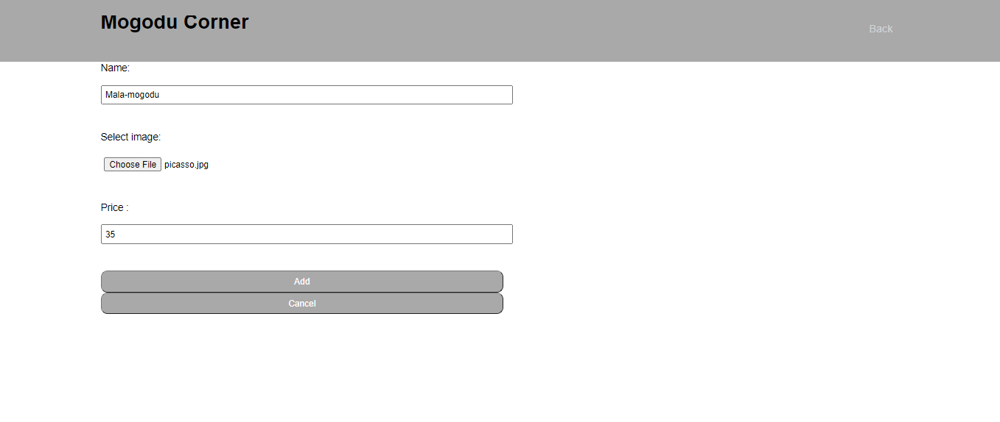 Mogodu Corner
Back
Name:
Mala-mogodu
Select image:
Choose File picasso.jpg
Price :
35
Add
Cancel